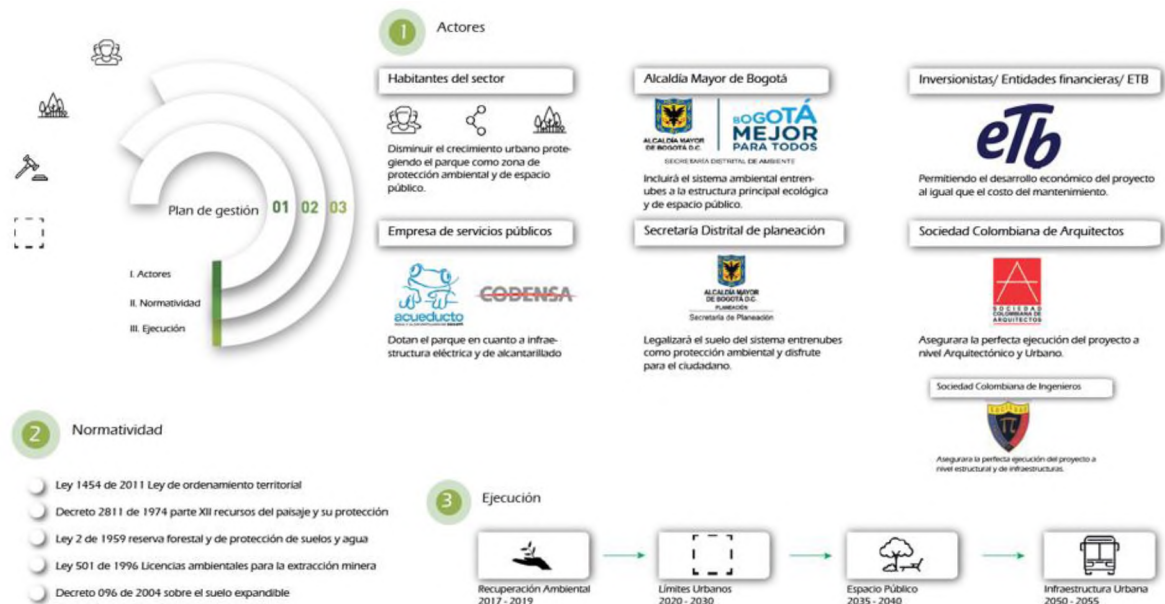 1
Actores
Habitantes del sector
Disminuir el crecimiento urbano prote-
giendo el parque como zona de
protección ambiental y de espacio
público.
Alcaldía Mayor de Bogotá
ALCALDÍA MAYOR
DE BOGOTÁ D.C.
BOGOTÁ
MEJOR
PARA TODOS
SECRETARÍA DISTRITAL DE AMBIENTE
Incluirá el sistema ambiental entren-
ubes a la estructura principal ecológica
y de espacio público.
Inversionistas/ Entidades financieras/ ETB
eTb
Permitiendo el desarrollo económico del proyecto
al igual que el costo del mantenimiento.
Empresa de servicios públicos
acueducto
CODENSA
Dotan el parque en cuanto a infrae-
structura eléctrica y de alcantarillado
Secretaría Distrital de planeación
ALCALDÍA MAYOR
DE BOGOTÁ D.C.
PLANEACIÓN
Secretaría de Planeación
Legalizará el suelo del sistema entrenubes
como protección ambiental y disfrute
para el ciudadano.
Sociedad Colombiana de Arquitectos
SOCIEDAD
COLOMBIANA DE
ARQUITECTOS
Asegurara la perfecta ejecución del proyecto a
nivel Arquitectónico y Urbano.
Sociedad Colombiana de Ingenieros
π
Asegurara la perfecta ejecución del proyecto a
nivel estructural y de infraestructuras.
Plan de gestión 01 02 03
I. Actores
II. Normatividad
III. Ejecución
2
Normatividad
Ley 1454 de 2011 Ley de ordenamiento territorial
Decreto 2811 de 1974 parte XII recursos del paisaje y su protección
Ley 2 de 1959 reserva forestal y de protección de suelos y agua
Ley 501 de 1996 Licencias ambientales para la extracción minera
Decreto 096 de 2004 sobre el suelo expandible
3
Ejecución
Recuperación Ambiental
2017 - 2019
Límites Urbanos
2020 - 2030
Espacio Público
2035 - 2040
Infraestructura Urbana
2050 - 2055